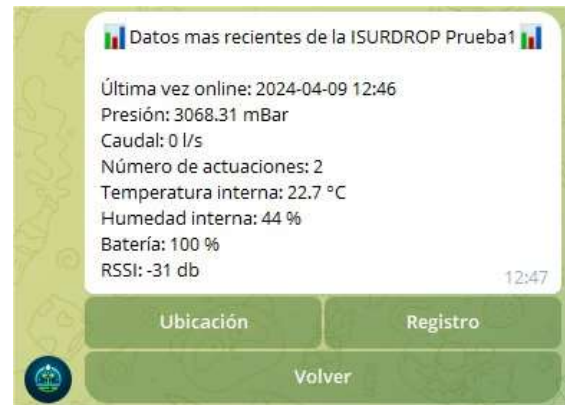 Datos mas recientes de la ISURDROP Prueba1
Última vez online: 2024-04-09 12:46
Presión: 3068.31 mBar
Caudal: 0 l/s
Número de actuaciones: 2
Temperatura interna: 22.7 °C
Humedad interna: 44 %
Batería: 100 %
RSSI: -31 db
12:47
Ubicación
Registro
Volver